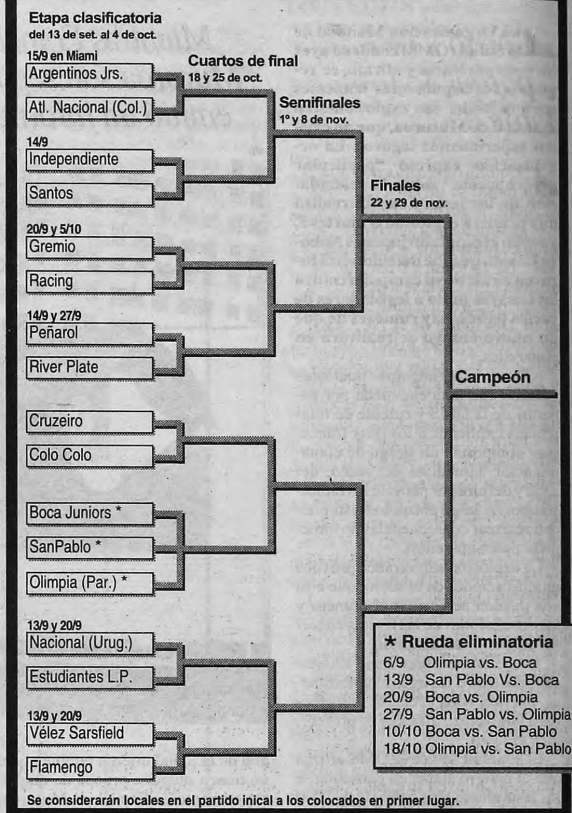 Etapa clasificatoria
del 13 de set. al 4 de oct.
15/9 en Miami
Argentinos Jrs.
Atl. Nacional (Col.)
14/9
Independiente
Santos
20/9 y 5/10
Gremio
Racing
14/9 y 27/9
Peñarol
River Plate
Cruzeiro
Colo Colo
Boca Juniors *
SanPablo *
Olimpia (Par.) *
13/9 y 20/9
Nacional (Urug.)
Estudiantes L.P.
13/9 y 20/9
Vélez Sarsfield
Flamengo
Cuartos de final
18 y 25 de oct.
Semifinales
1º y 8 de nov.
Finales
22 y 29 de nov.
Campeón
* Rueda eliminatoria
6/9 Olimpia vs. Boca
13/9 San Pablo Vs. Boca
20/9 Boca vs. Olimpia
27/9 San Pablo vs. Olimpia
10/10 Boca vs. San Pablo
18/10 Olimpia vs. San Pablo
Se considerarán locales en el partido inical a los colocados en primer lugar.